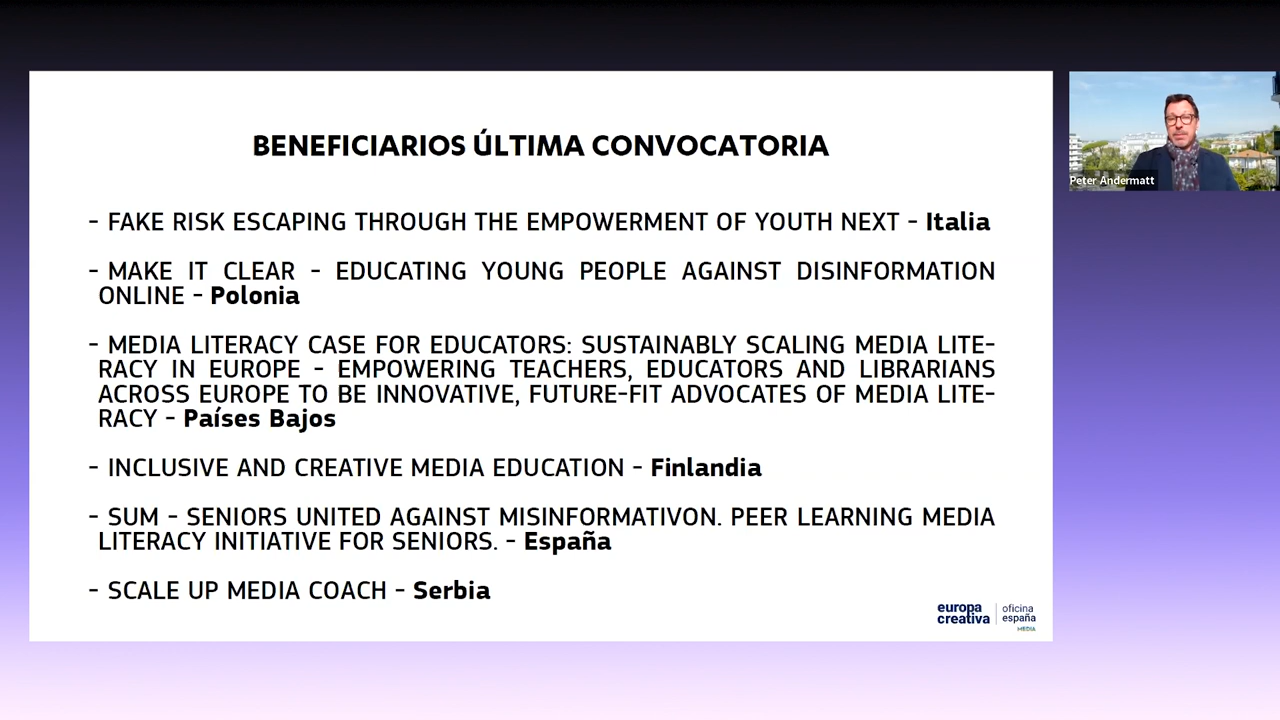 BENEFICIARIOS ÚLTIMA CONVOCATORIA
- FAKE RISK ESCAPING THROUGH THE EMPOWERMENT OF YOUTH NEXT - Italia
- MAKE IT CLEAR - EDUCATING YOUNG PEOPLE AGAINST DISINFORMATION
ONLINE - Polonia
- MEDIA LITERACY CASE FOR EDUCATORS: SUSTAINABLY SCALING MEDIA LITE-
RACY IN EUROPE - EMPOWERING TEACHERS, EDUCATORS AND LIBRARIANS
ACROSS EUROPE TO BE INNOVATIVE, FUTURE-FIT ADVOCATES OF MEDIA LITE-
RACY - Países Bajos
- INCLUSIVE AND CREATIVE MEDIA EDUCATION - Finlandia
- SUM - SENIORS UNITED AGAINST MISINFORMATIVON. PEER LEARNING MEDIA
LITERACY INITIATIVE FOR SENIORS. - España
- SCALE UP MEDIA COACH - Serbia
europa
creativa
oficina
españa
MEDIA
Peter Andermatt